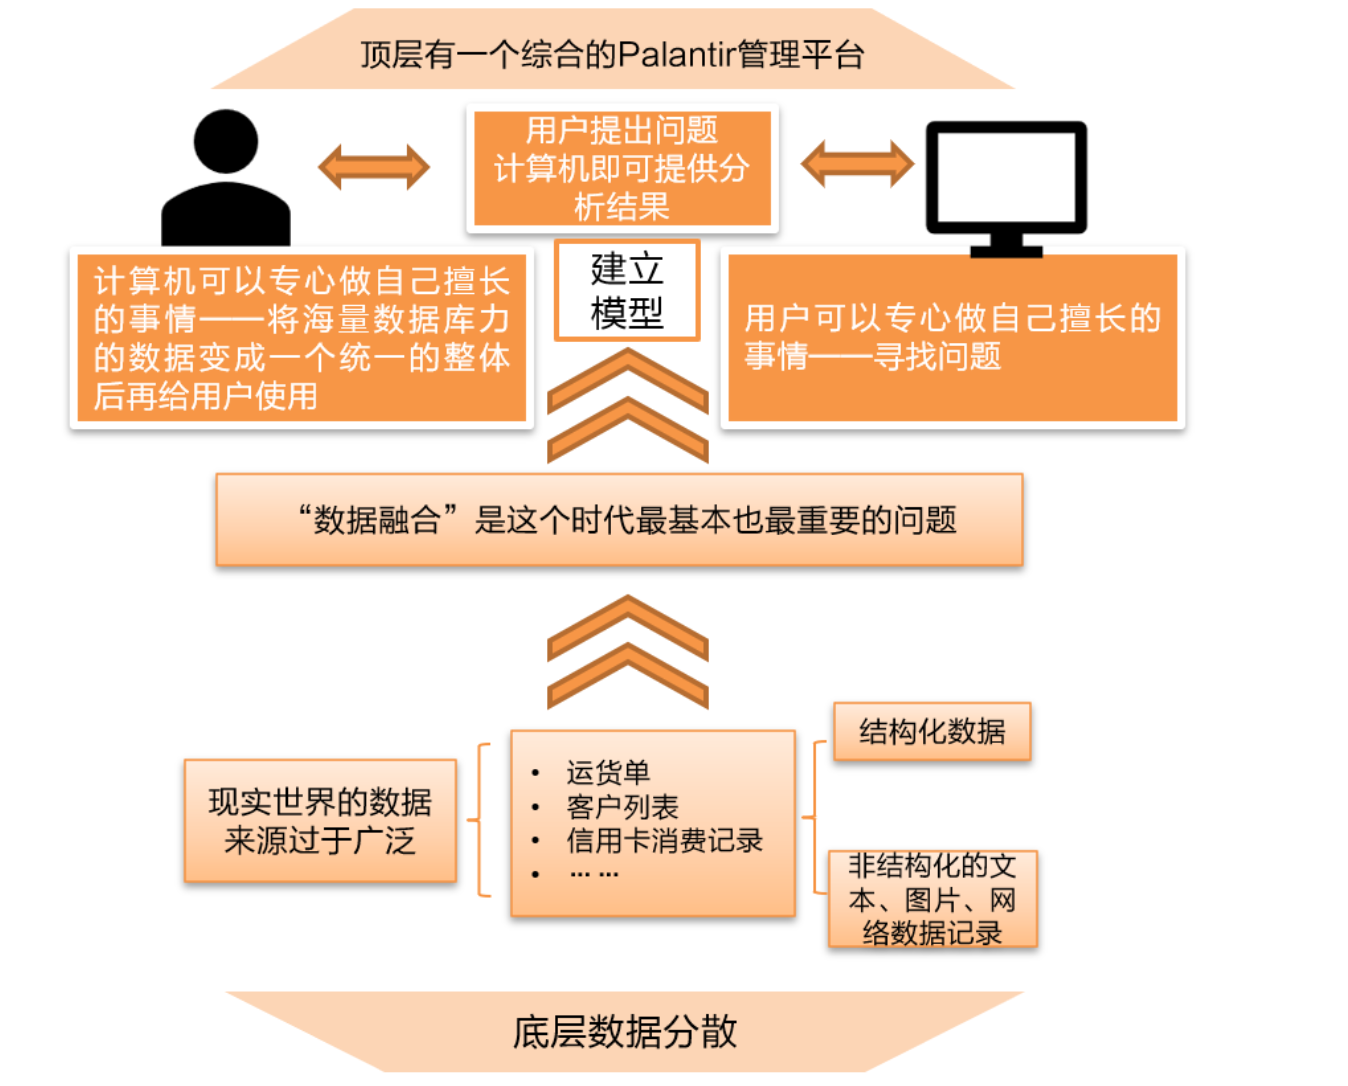 顶层有一个综合的Palantir管理平台
用户提出问题
计算机即可提供分
析结果
建立
模型
计算机可以专心做自己擅长
的事情——将海量数据库力
的数据变成一个统一的整体
后再给用户使用
用户可以专心做自己擅长的
事情——寻找问题
“数据融合”是这个时代最基本也最重要的问题
现实世界的数据
来源过于广泛
• 运货单
• 客户列表
• 信用卡消费记录
• … …
结构化数据
非结构化的文
本、图片、网
络数据记录
底层数据分散